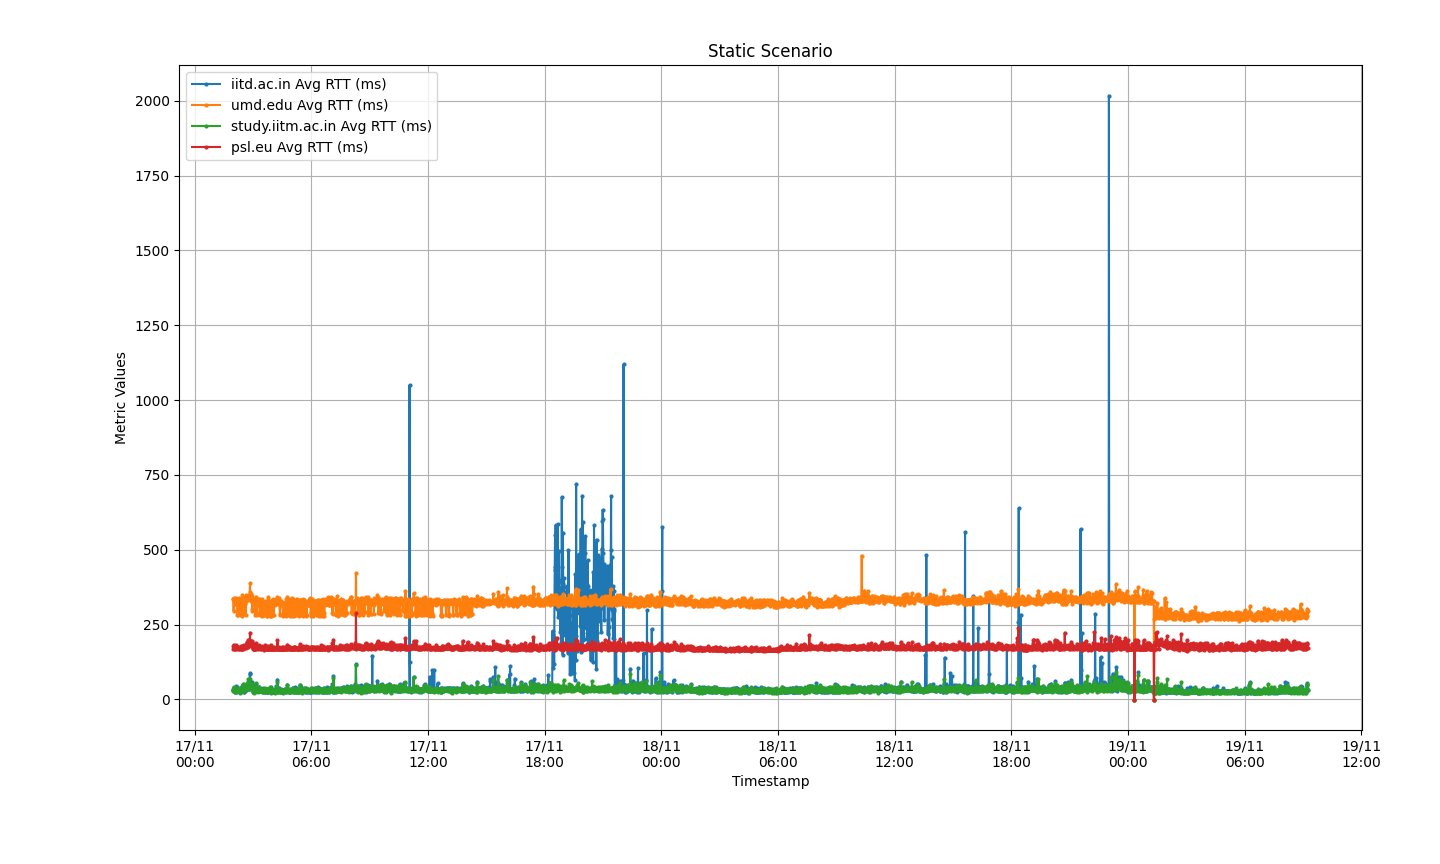 Static Scenario
iitd.ac.in Avg RTT (ms)
umd.edu Avg RTT (ms)
study.iitm.ac.in Avg RTT (ms)
psl.eu Avg RTT (ms)
2000
1750
1500
1250
1000
750
500
250
0
Metric Values
17/11 17/11 17/11 17/11 18/11 18/11 18/11 18/11 19/11 19/11 19/11
00:00 06:00 12:00 18:00 00:00 06:00 12:00 18:00 00:00 06:00 12:00
Timestamp